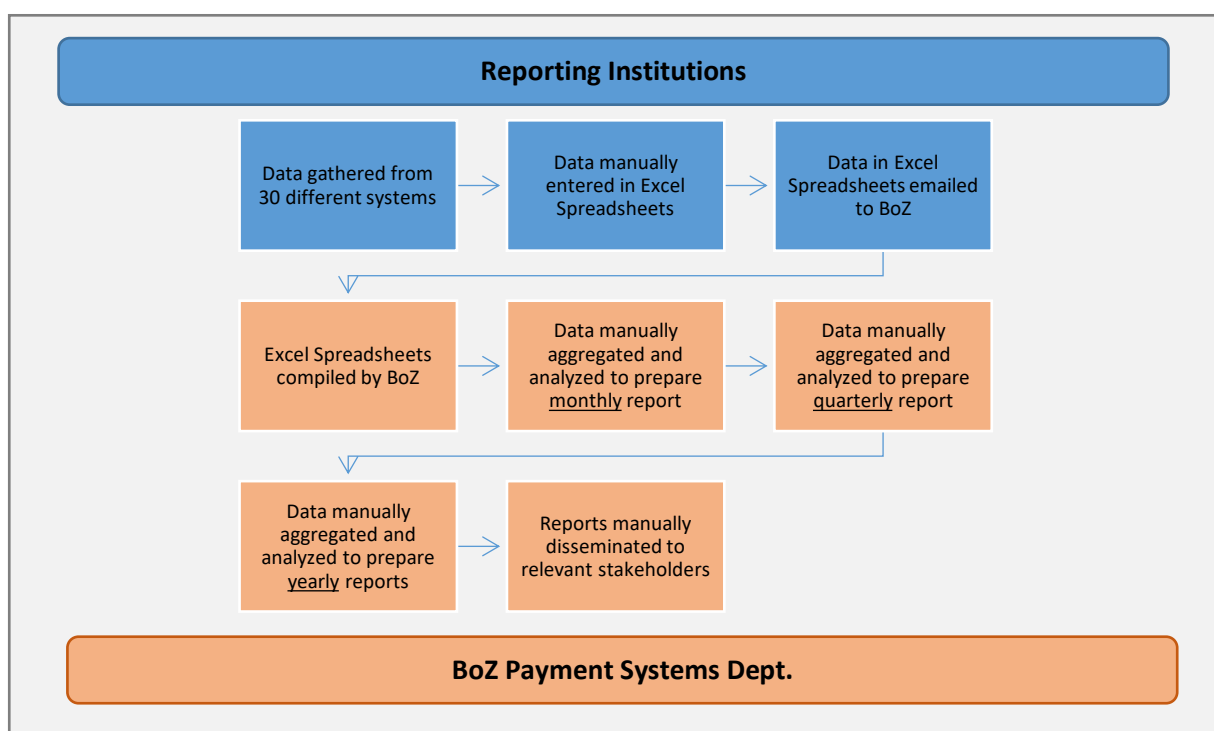 Reporting Institutions
Data gathered from
30 different systems
Data manually
entered in Excel
Spreadsheets
Data in Excel
Spreadsheets emailed
to BoZ
Excel Spreadsheets
compiled by BoZ
Data manually
aggregated and
analyzed to prepare
monthly report
Data manually
aggregated and
analyzed to prepare
quarterly report
Data manually
aggregated and
analyzed to prepare
yearly reports
Reports manually
disseminated to
relevant stakeholders
BoZ Payment Systems Dept.